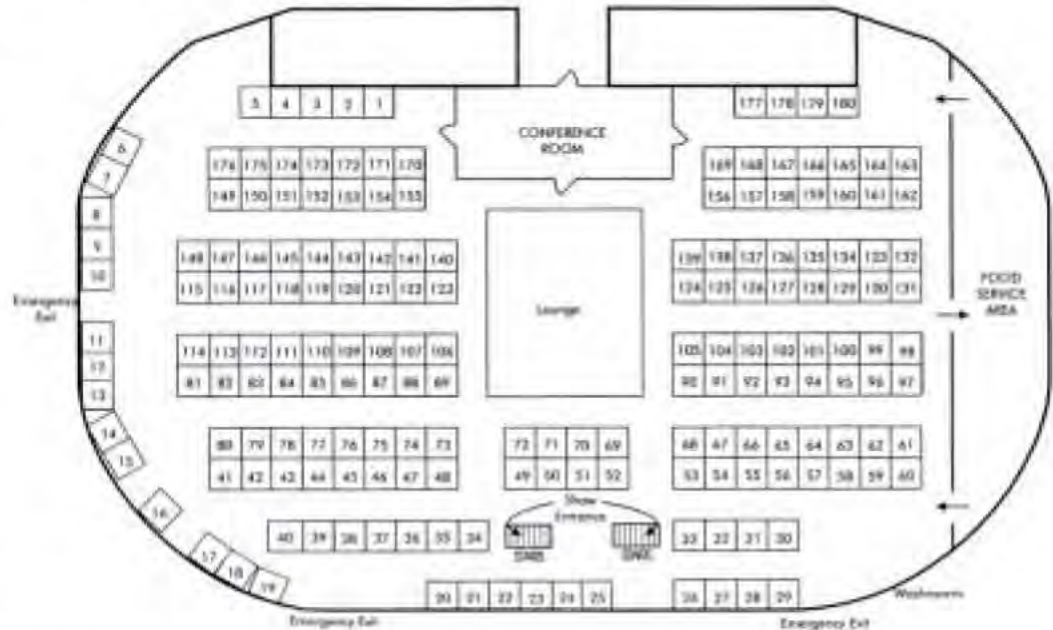 5 4 3 2 1
177 178 179 180
CONFERENCE
ROOM
6
7
176 175 174 173 172 171 170
169 168 167 166 165 164 163
149 150 151 152 153 154 155
156 157 158 159 160 161 162
8
9
10
148 147 146 145 144 143 142 141 140
139 138 137 136 135 134 133 132
115 116 117 118 119 120 121 122 123
124 125 126 127 128 129 130 131
Emergency
Exit
Lounge
FOOD
SERVICE
AREA
11
12
13
114 113 112 111 110 109 108 107 106
105 104 103 102 101 100 99 98
81 82 83 84 85 86 87 88 89
90 91 92 93 94 95 96 97
14
15
80 79 78 77 76 75 74 73
72 71 70 69
68 67 66 65 64 63 62 61
41 42 43 44 45 46 47 48
49 50 51 52
53 54 55 56 57 58 59 60
16
Show
Entrance
40 39 38 37 36 35 34
33 32 31 30
17
18
19
20 21 22 23 24 25
26 27 28 29
Washrooms
Emergency Exit
Emergency Exit